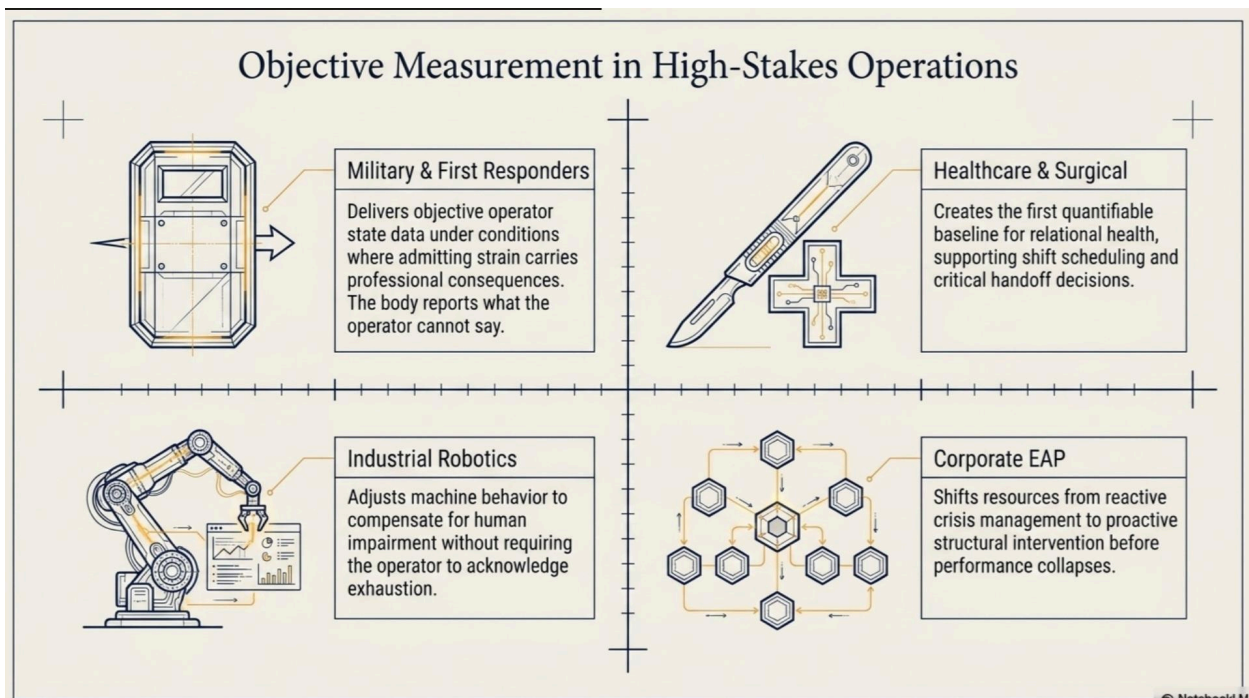 Objective Measurement in High-Stakes Operations
Military & First Responders
Delivers objective operator
state data under conditions
where admitting strain carries
professional consequences.
The body reports what the
operator cannot say.
Healthcare & Surgical
Creates the first quantifiable
baseline for relational health,
supporting shift scheduling and
critical handoff decisions.
Industrial Robotics
Adjusts machine behavior to
compensate for human
impairment without requiring
the operator to acknowledge
exhaustion.
Corporate EAP
Shifts resources from reactive
crisis management to proactive
structural intervention before
performance collapses.